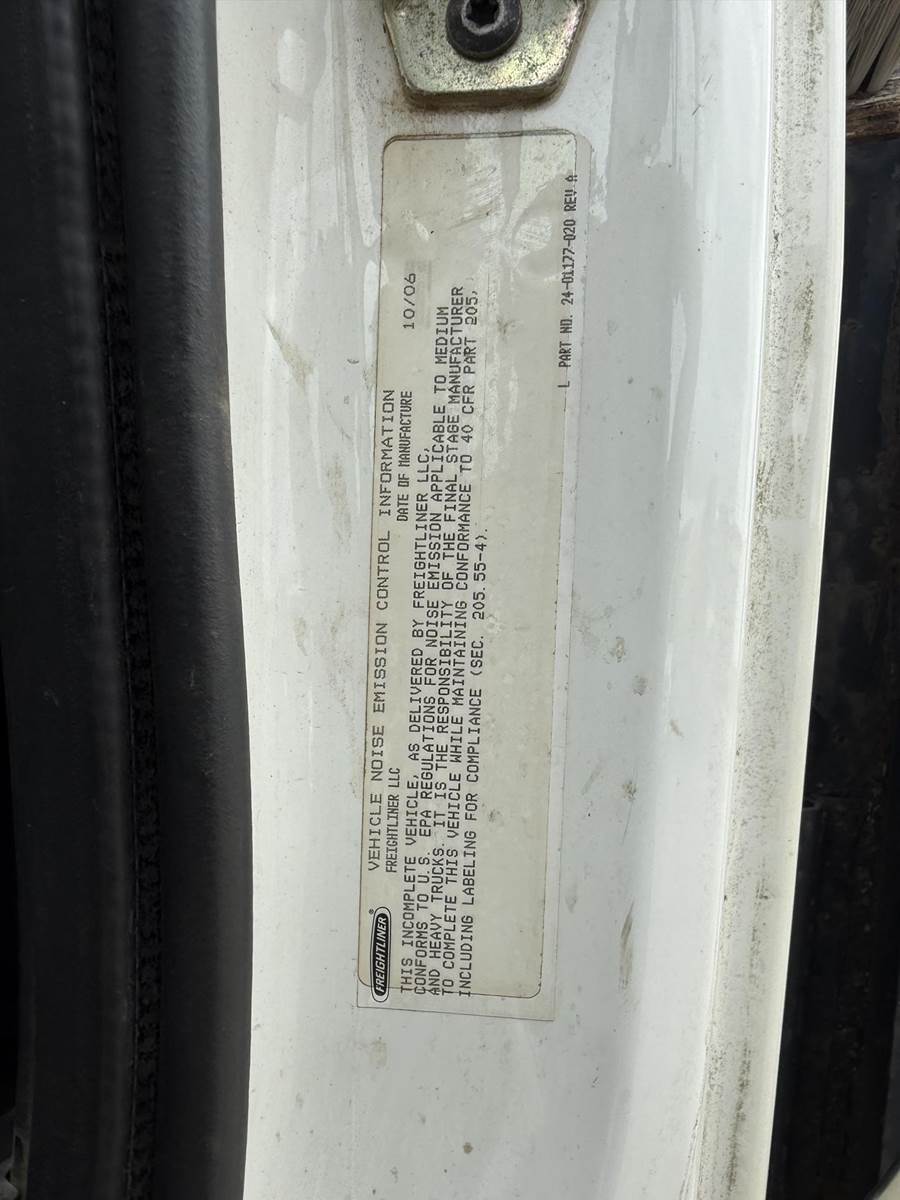 VEHICLE NOISE EMISSION CONTROL INFORMATION
FREIGHTLINER ®
FREIGHTLINER LLC DATE OF MANUFACTURE 10/06
THIS INCOMPLETE VEHICLE, AS DELIVERED BY FREIGHTLINER LLC,
CONFORMS TO U.S. EPA REGULATIONS FOR NOISE EMISSION APPLICABLE TO MEDIUM
AND HEAVY TRUCKS. IT IS THE RESPONSIBILITY OF THE FINAL STAGE MANUFACTURER
TO COMPLETE THIS VEHICLE WHILE MAINTAINING CONFORMANCE TO 40 CFR PART 205,
INCLUDING LABELING FOR COMPLIANCE (SEC. 205.55-4).
L PART NO. 24-01177-020 REV A